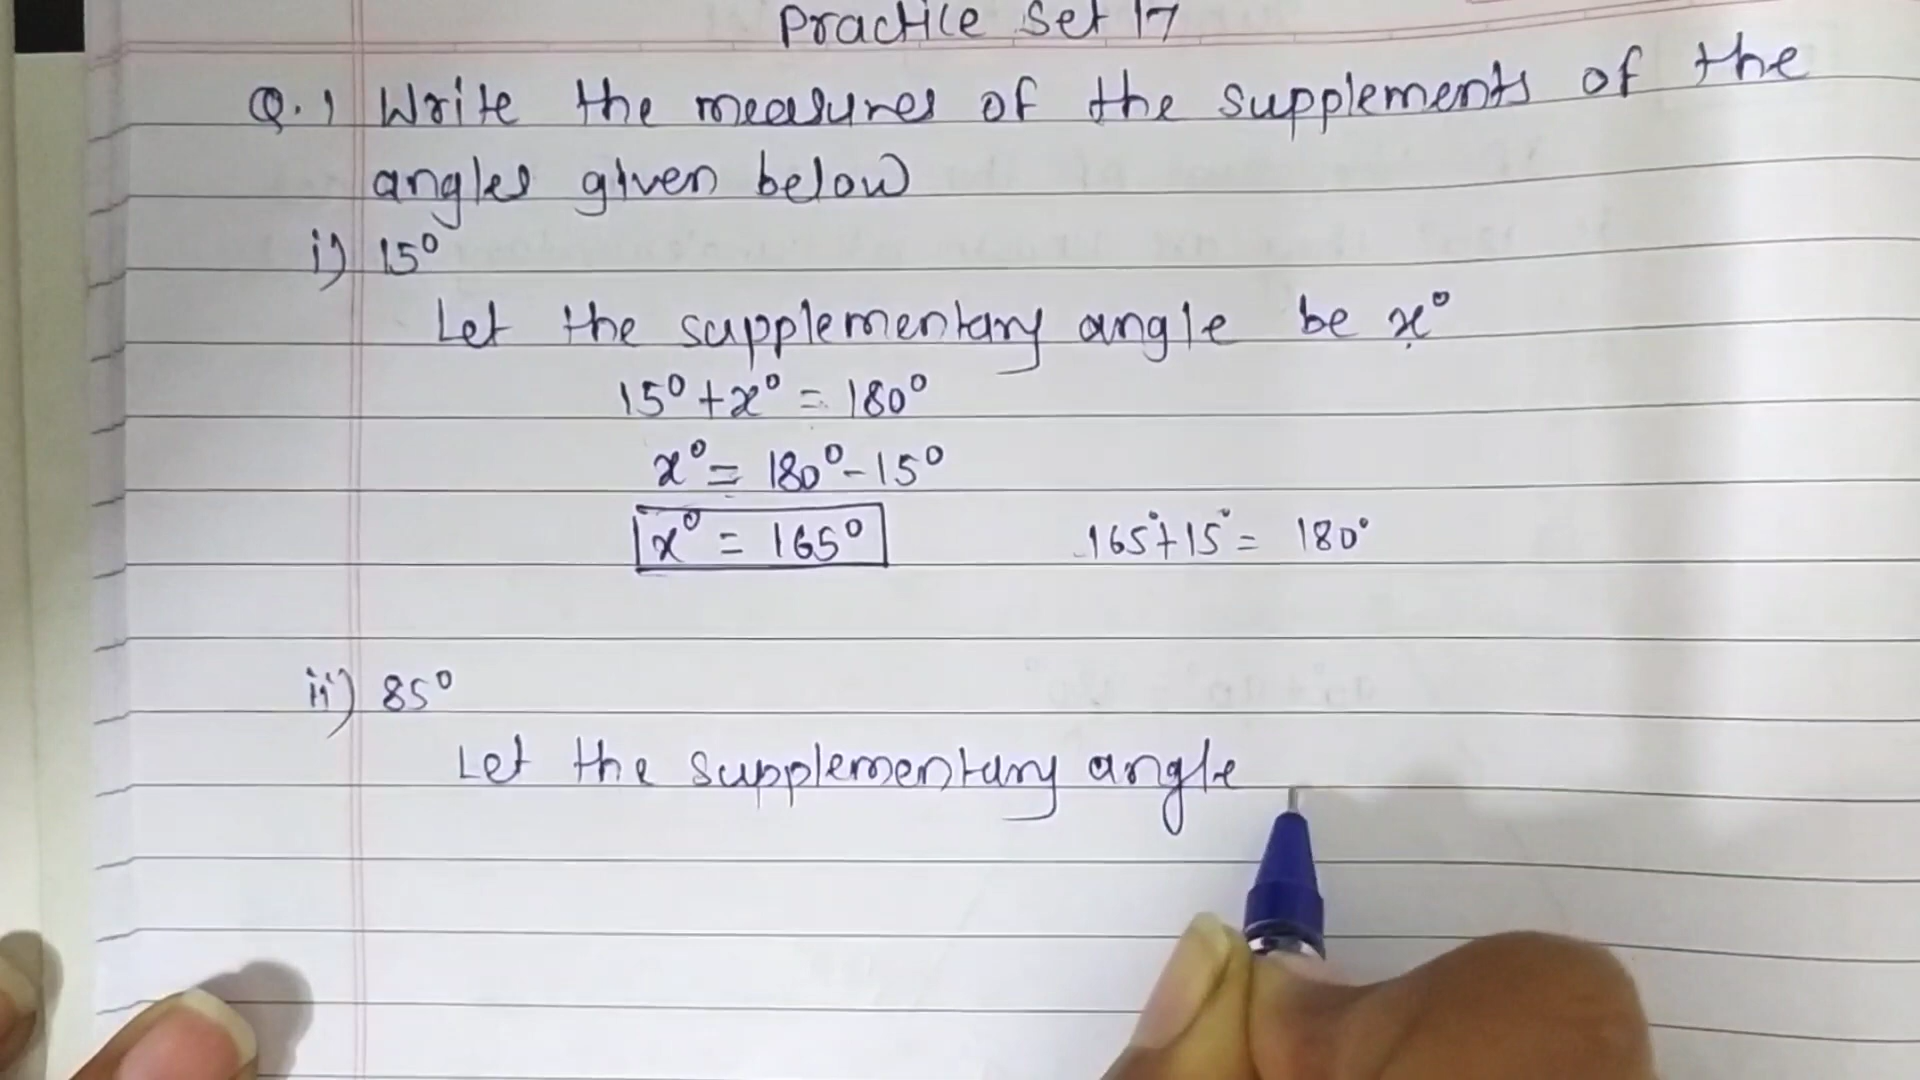 Practice Set 17
Q.1 Write the measures of the supplements of the
angles given below
i) 15°
Let the supplementary angle be x°
15° + x° = 180°
x° = 180° - 15°
x° = 165° 165° + 15° = 180°
ii) 85°
Let the supplementary angle